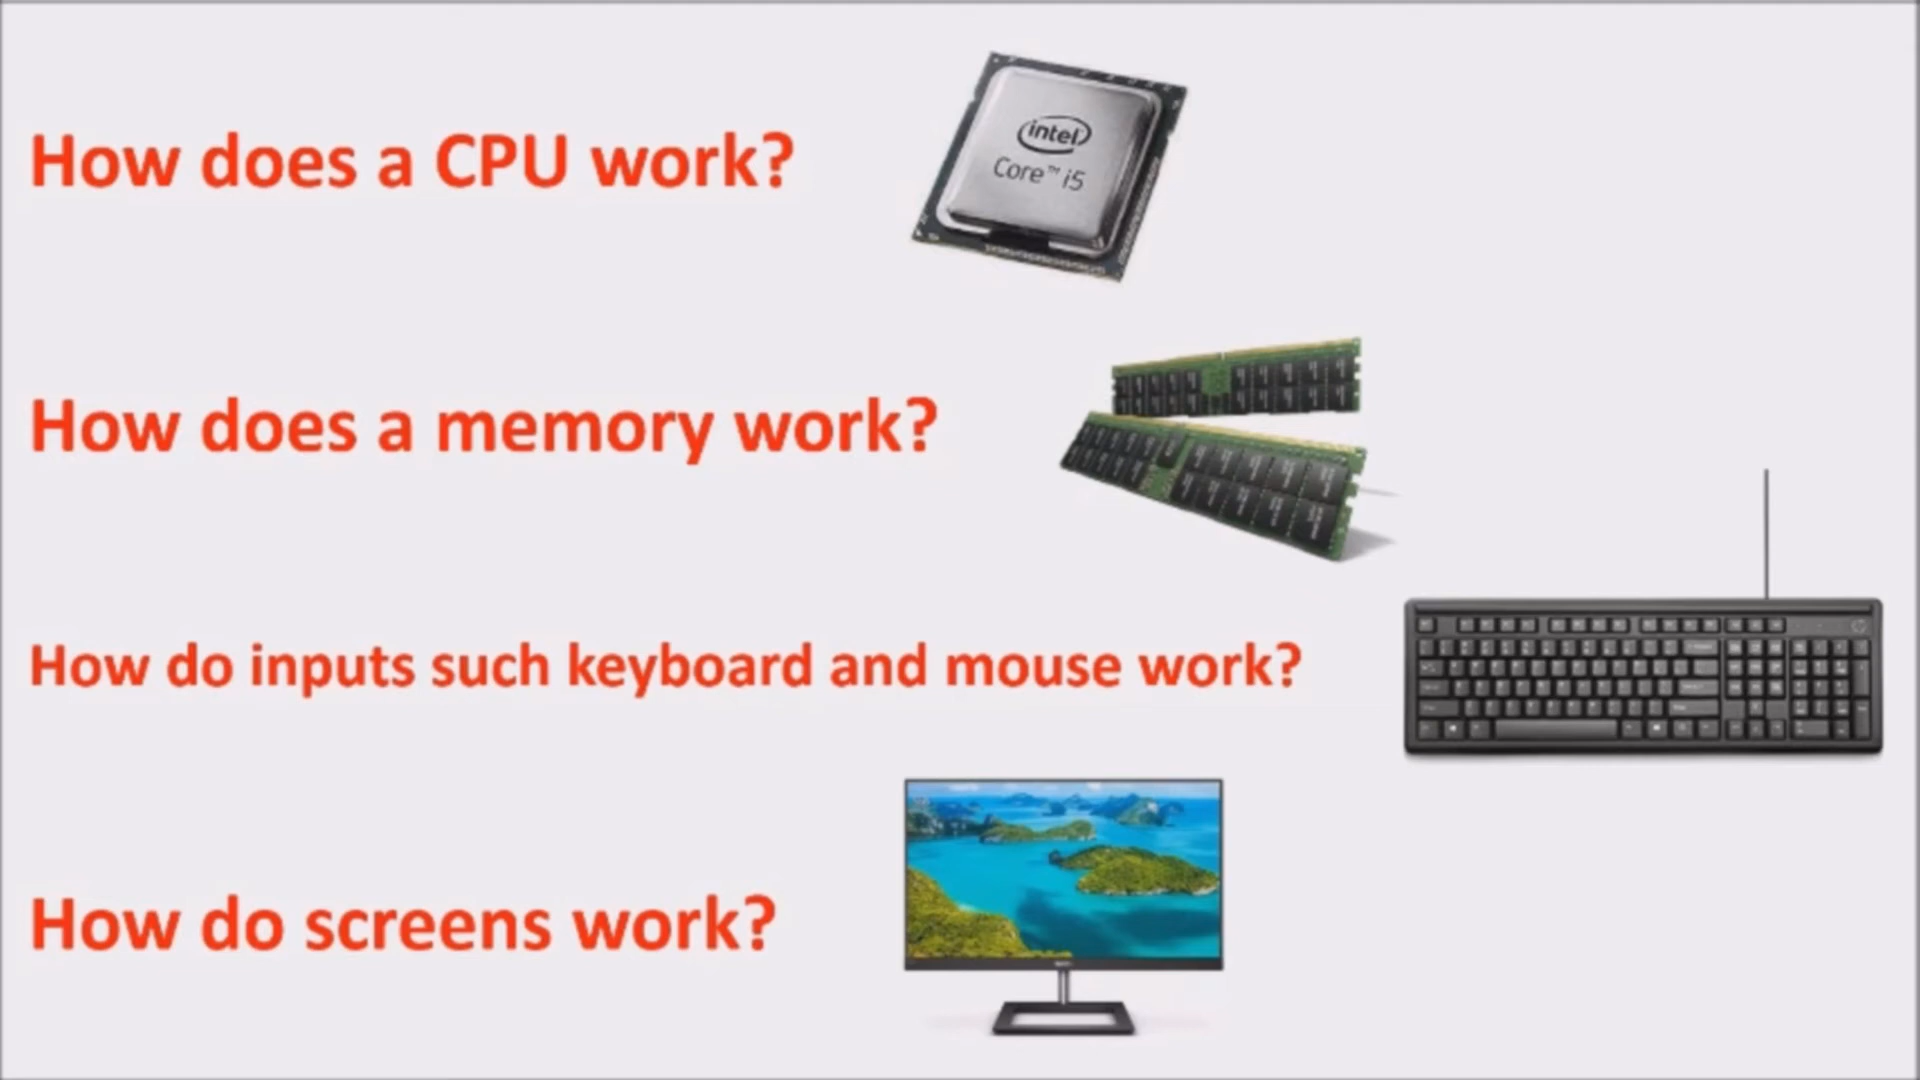 How does a CPU work?
intel
Core™ i5
How does a memory work?
How do inputs such keyboard and mouse work?
How do screens work?